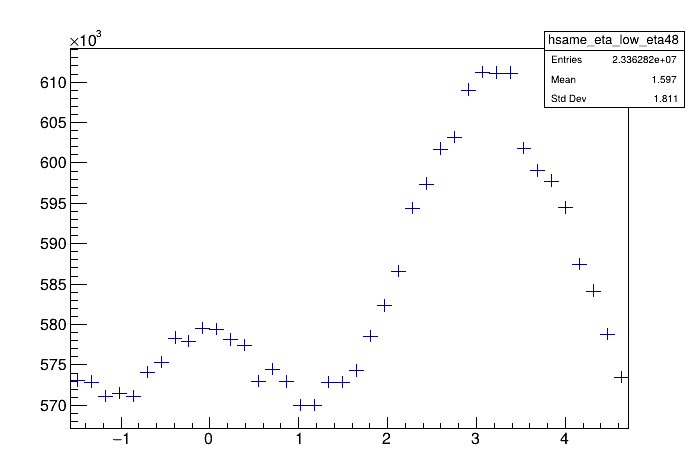 ×10³
hsame_eta_low_eta48
Entries 2.336282e+07
Mean 1.597
Std Dev 1.811
610
605
600
595
590
585
580
575
570
−1 0 1 2 3 4